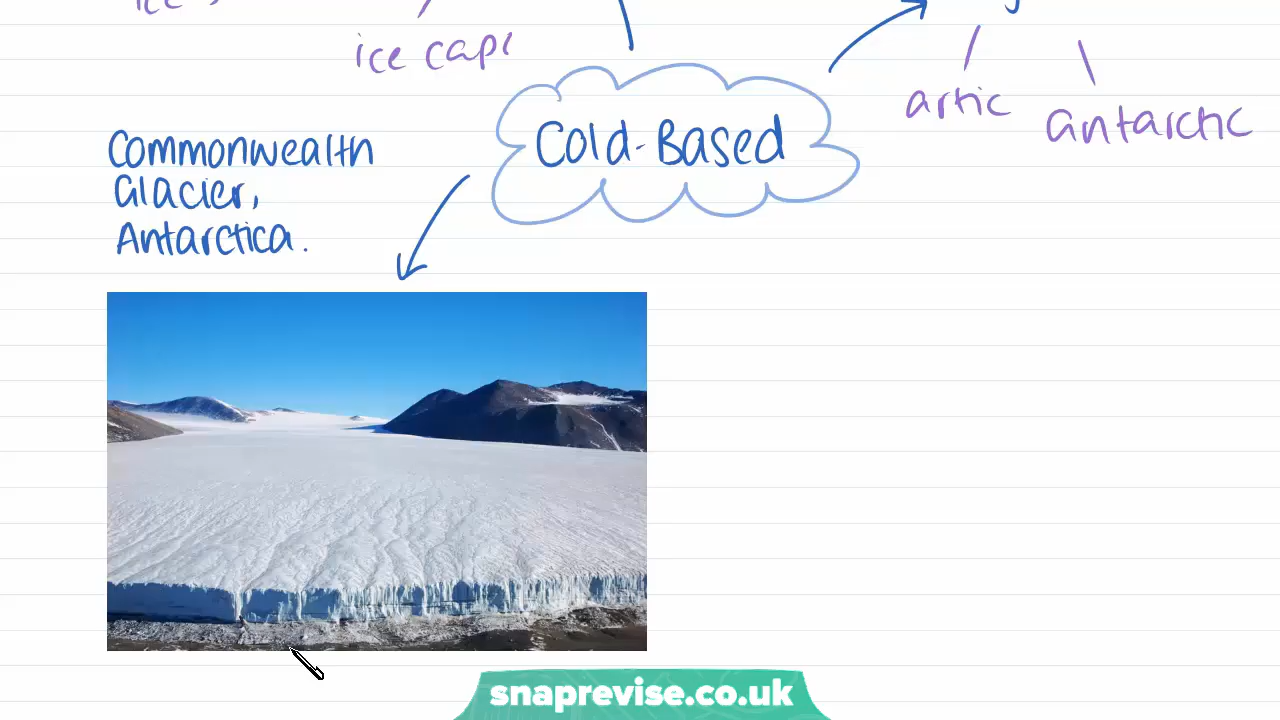 ice caps
artic
antarctic
Cold-Based
Commonwealth
Glacier,
Antarctica.
snaprevise.co.uk